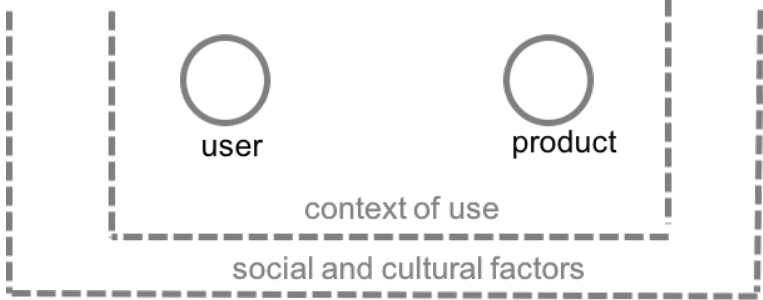 user
product
context of use
social and cultural factors